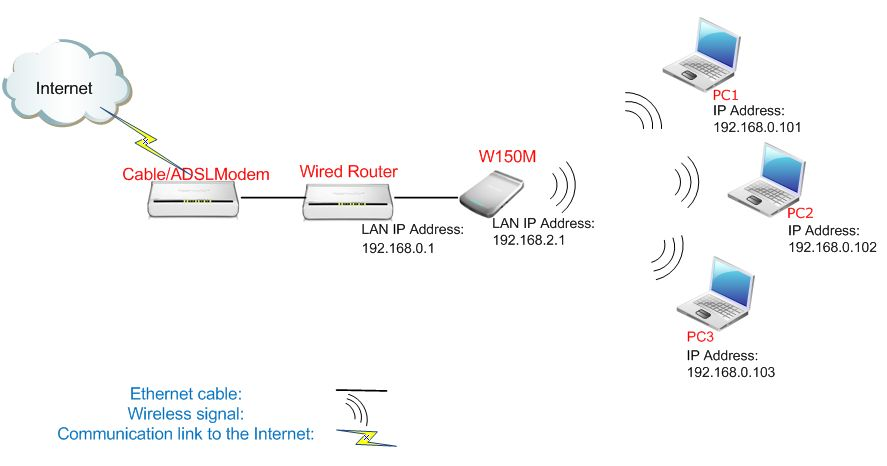 Internet
Cable/ADSLModem
Wired Router
LAN IP Address:
192.168.0.1
W150M
LAN IP Address:
192.168.2.1
PC1
IP Address:
192.168.0.101
PC2
IP Address:
192.168.0.102
PC3
IP Address:
192.168.0.103
Ethernet cable:
Wireless signal:
Communication link to the Internet: